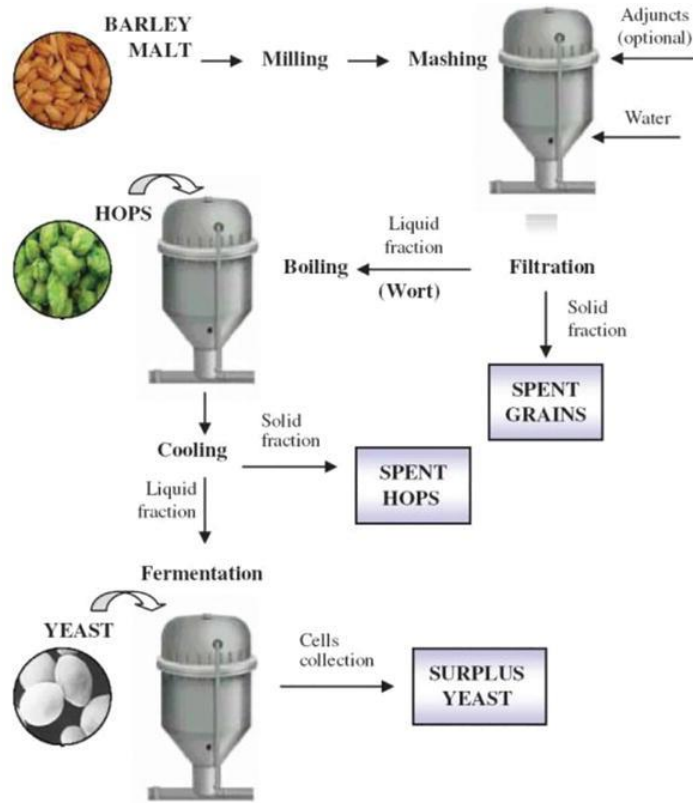 BARLEY
MALT
Milling
Mashing
Adjuncts
(optional)
Water
HOPS
Boiling
Liquid
fraction
(Wort)
Filtration
Solid
fraction
SPENT
GRAINS
Cooling
Solid
fraction
SPENT
HOPS
Liquid
fraction
Fermentation
YEAST
Cells
collection
SURPLUS
YEAST